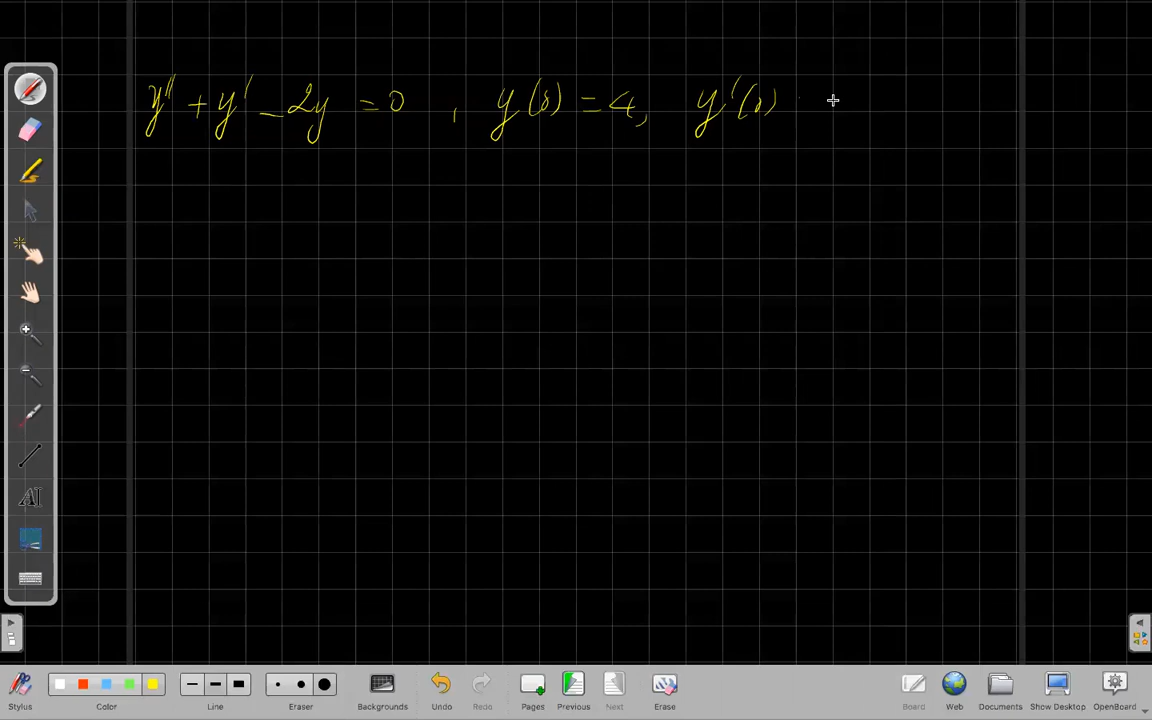 y'' + y' - 2y = 0 , y(0) = 4, y'(0)
Stylus Color Line Eraser Backgrounds Undo Redo Pages Previous Next Erase Board Web Documents Show Desktop OpenBoard